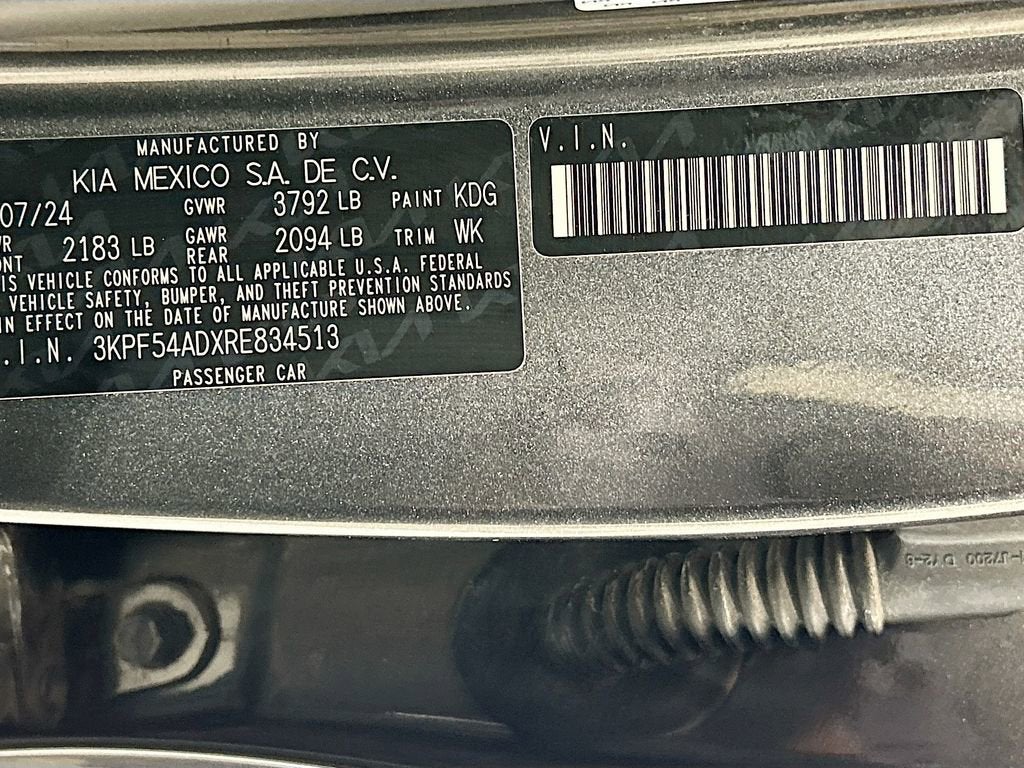 MANUFACTURED BY
KIA MEXICO S.A. DE C.V.
07/24 GVWR 3792 LB PAINT KDG
2183 LB GAWR REAR 2094 LB TRIM WK
IS VEHICLE CONFORMS TO ALL APPLICABLE U.S.A. FEDERAL
VEHICLE SAFETY, BUMPER, AND THEFT PREVENTION STANDARDS
IN EFFECT ON THE DATE OF MANUFACTURE SHOWN ABOVE.
.I.N. 3KPF54ADXRE834513
PASSENGER CAR
V.I.N.